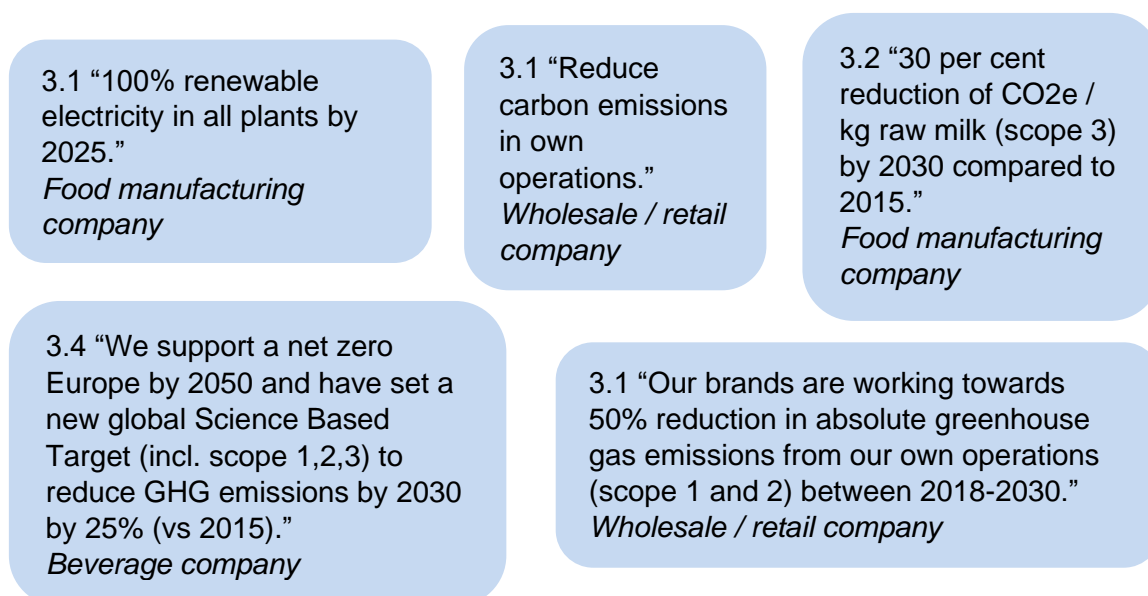 3.1 “100% renewable
electricity in all plants by
2025.”
Food manufacturing
company
3.1 “Reduce
carbon emissions
in own
operations.”
Wholesale / retail
company
3.2 “30 per cent
reduction of CO2e /
kg raw milk (scope 3)
by 2030 compared to
2015.”
Food manufacturing
company
3.4 “We support a net zero
Europe by 2050 and have set a
new global Science Based
Target (incl. scope 1,2,3) to
reduce GHG emissions by 2030
by 25% (vs 2015).”
Beverage company
3.1 “Our brands are working towards
50% reduction in absolute greenhouse
gas emissions from our own operations
(scope 1 and 2) between 2018-2030.”
Wholesale / retail company